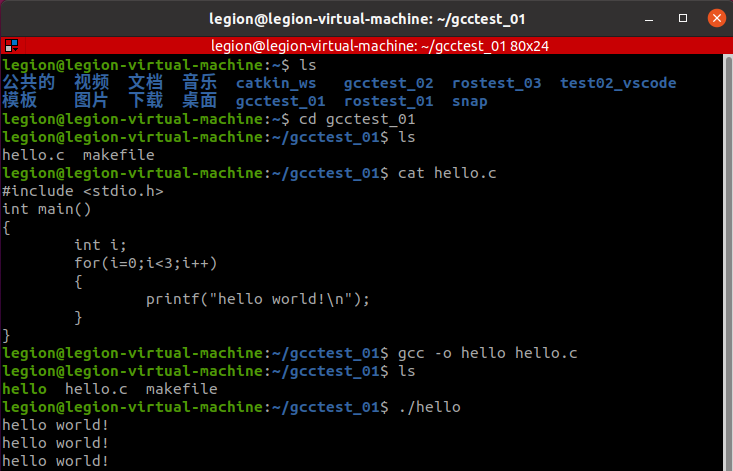 legion@legion-virtual-machine: ~/gcctest_01
legion@legion-virtual-machine: ~/gcctest_01 80x24
legion@legion-virtual-machine:~$ ls
公共的  视频  文档  音乐  catkin_ws   gcctest_02  rostest_03  test02_vscode
模板    图片  下载  桌面  gcctest_01  rostest_01  snap
legion@legion-virtual-machine:~$ cd gcctest_01
legion@legion-virtual-machine:~/gcctest_01$ ls
hello.c  makefile
legion@legion-virtual-machine:~/gcctest_01$ cat hello.c
#include <stdio.h>
int main()
{
        int i;
        for(i=0;i<3;i++)
        {
                printf("hello world!\n");
        }
}
legion@legion-virtual-machine:~/gcctest_01$ gcc -o hello hello.c
legion@legion-virtual-machine:~/gcctest_01$ ls
hello  hello.c  makefile
legion@legion-virtual-machine:~/gcctest_01$ ./hello
hello world!
hello world!
hello world!